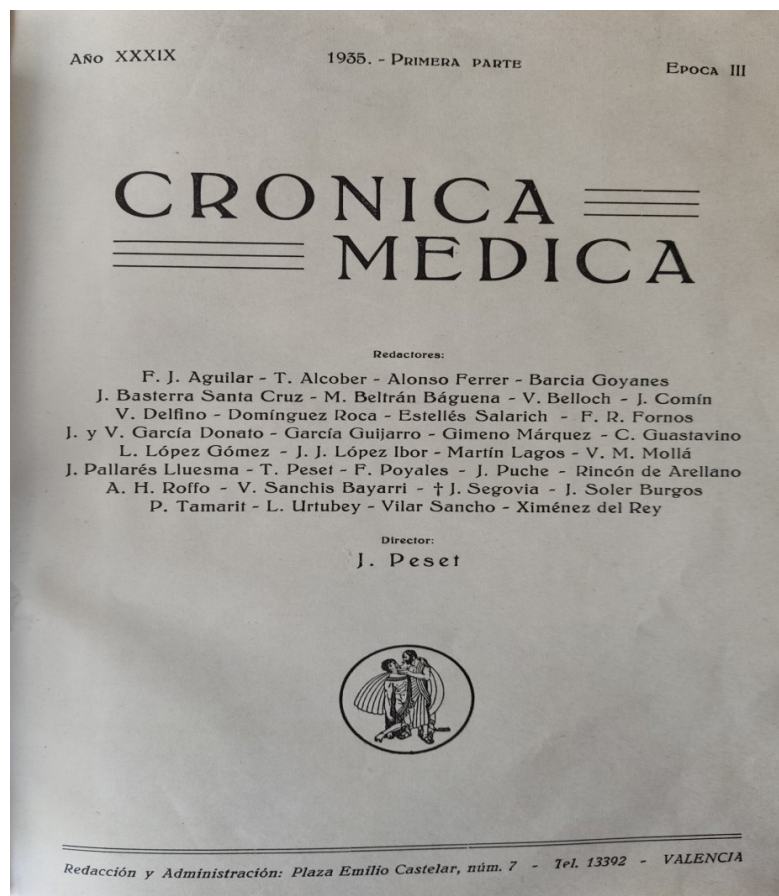 Año XXXIX 1935. - Primera parte Epoca III
CRONICA
MEDICA
Redactores:
F. J. Aguilar - T. Alcober - Alonso Ferrer - Barcia Goyanes
J. Basterra Santa Cruz - M. Beltrán Báguena - V. Belloch - J. Comín
V. Delfino - Domínguez Roca - Estellés Salarich - F. R. Fornos
J. y V. García Donato - García Guijarro - Gimeno Márquez - C. Guastavino
L. López Gómez - J. J. López Ibor - Martín Lagos - V. M. Mollá
J. Pallarés Lluesma - T. Peset - F. Poyales - J. Puche - Rincón de Arellano
A. H. Roffo - V. Sanchis Bayarri - † J. Segovia - J. Soler Burgos
P. Tamarit - L. Urtubey - Vilar Sancho - Ximénez del Rey
Director:
J. Peset
Redacción y Administración: Plaza Emilio Castelar, núm. 7 - Tel. 13392 - VALENCIA